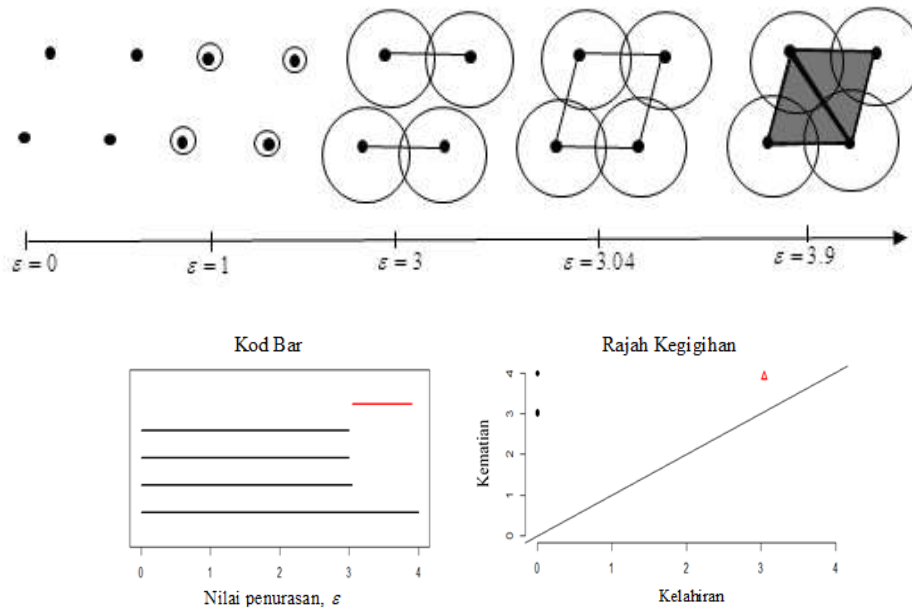 ε = 0
ε = 1
ε = 3
ε = 3.04
ε = 3.9
Kod Bar
0 1 2 3 4
Nilai penurasan, ε
Rajah Kegigihan
Kematian
4
3
2
1
0
0 1 2 3 4
Kelahiran